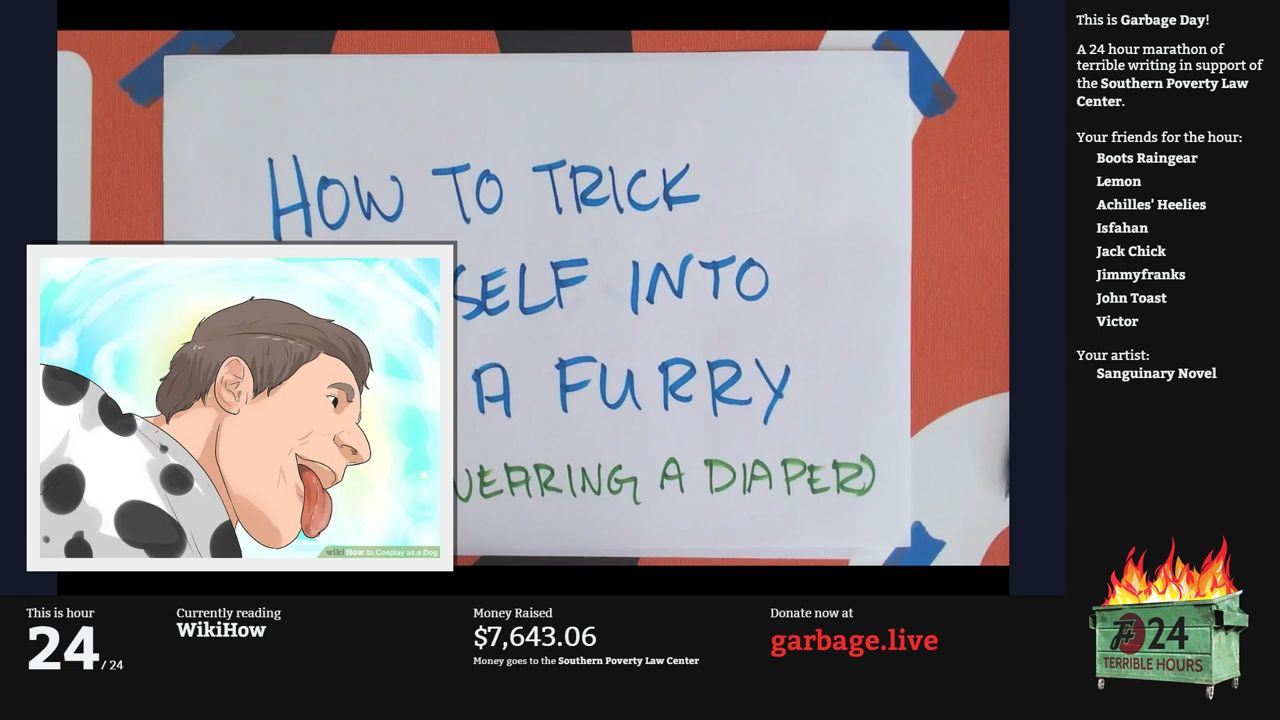 HOW TO TRICK
SELF INTO
A FURRY
WEARING A DIAPER)
wikiHow to Cosplay as a Dog
This is Garbage Day!
A 24 hour marathon of
terrible writing in support of
the Southern Poverty Law
Center.
Your friends for the hour:
Boots Raingear
Lemon
Achilles' Heelies
Isfahan
Jack Chick
Jimmyfranks
John Toast
Victor
Your artist:
Sanguinary Novel
This is hour
24 / 24
Currently reading
WikiHow
Money Raised
$7,643.06
Money goes to the Southern Poverty Law Center
Donate now at
garbage.live
24
TERRIBLE HOURS